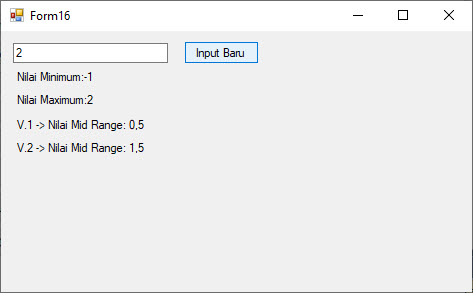 Form16
2 Input Baru
Nilai Minimum:-1
Nilai Maximum:2
V.1 -> Nilai Mid Range: 0,5
V.2 -> Nilai Mid Range: 1,5